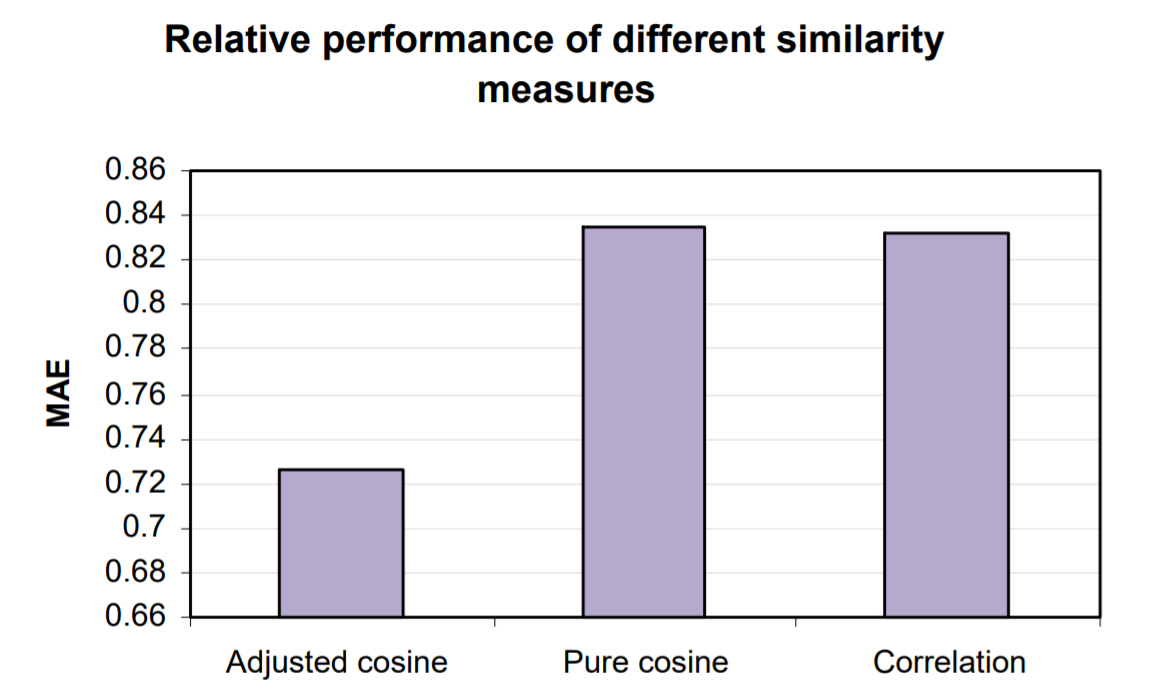 Relative performance of different similarity
measures
0.86
0.84
0.82
0.8
0.78
0.76
0.74
0.72
0.7
0.68
0.66
MAE
Adjusted cosine
Pure cosine
Correlation